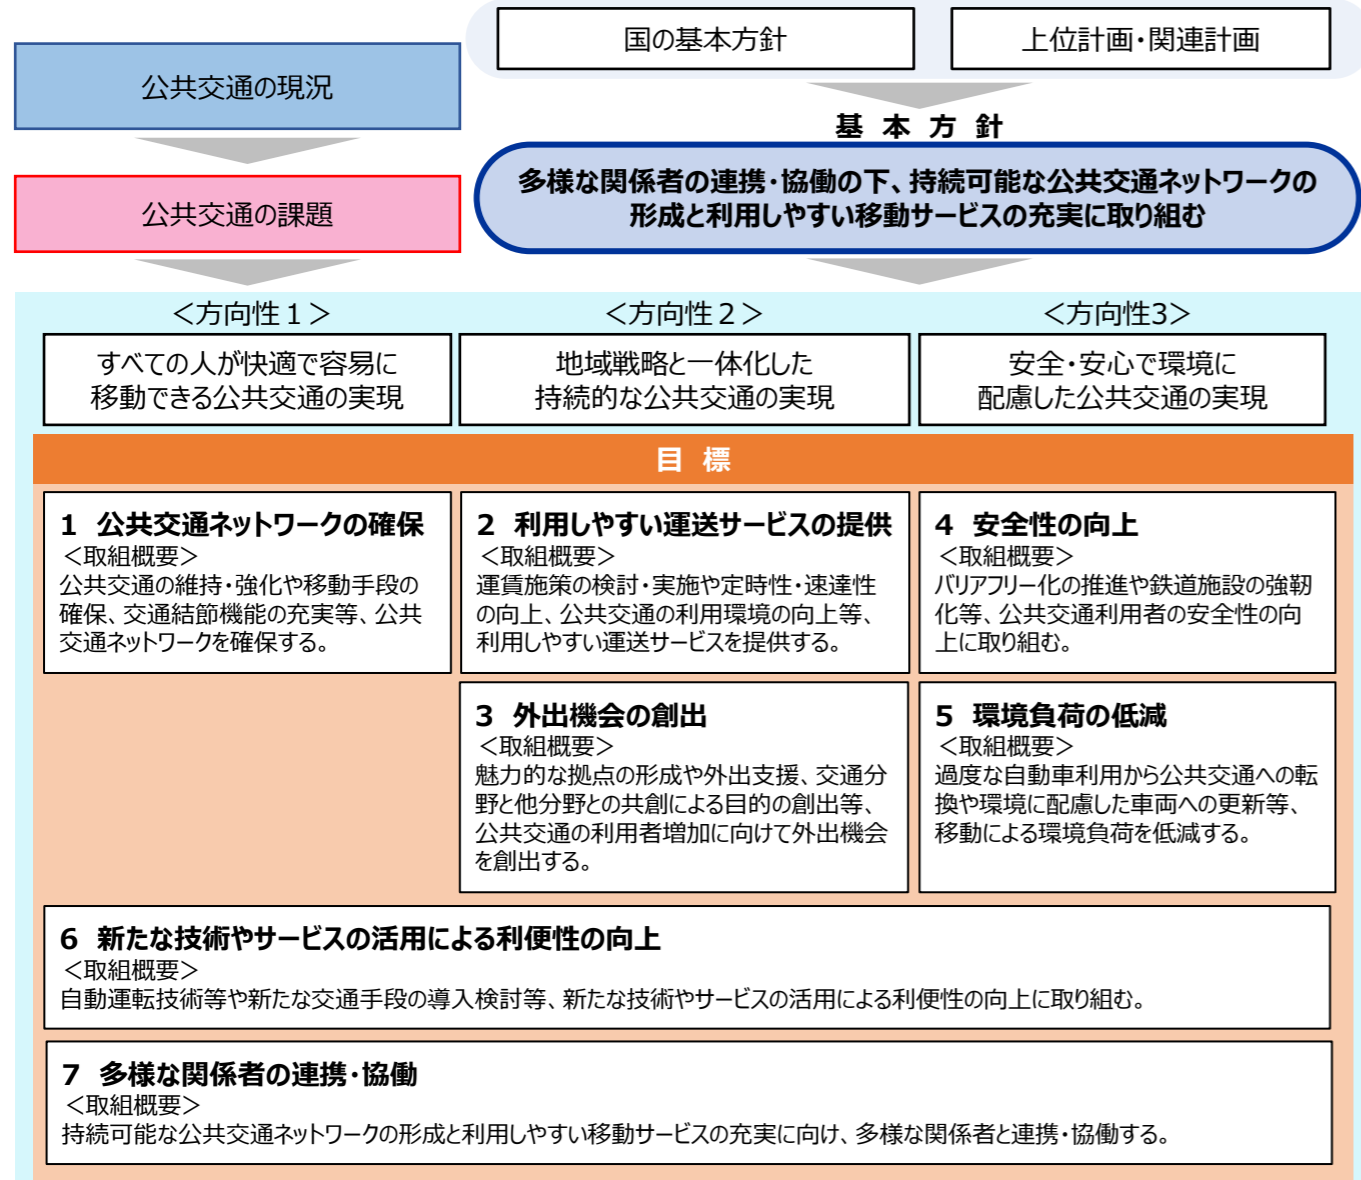 国の基本方針
上位計画・関連計画
公共交通の現況
基本方針
多様な関係者の連携・協働の下、持続可能な公共交通ネットワークの
形成と利用しやすい移動サービスの充実に取り組む
公共交通の課題
＜方向性１＞
すべての人が快適で容易に
移動できる公共交通の実現
＜方向性２＞
地域戦略と一体化した
持続的な公共交通の実現
＜方向性3＞
安全・安心で環境に
配慮した公共交通の実現
目標
1 公共交通ネットワークの確保
＜取組概要＞
公共交通の維持・強化や移動手段の
確保、交通結節機能の充実等、公共
交通ネットワークを確保する。
2 利用しやすい運送サービスの提供
＜取組概要＞
運賃施策の検討・実施や定時性・速達性
の向上、公共交通の利用環境の向上等、
利用しやすい運送サービスを提供する。
4 安全性の向上
＜取組概要＞
バリアフリー化の推進や鉄道施設の強靭
化等、公共交通利用者の安全性の向
上に取り組む。
3 外出機会の創出
＜取組概要＞
魅力的な拠点の形成や外出支援、交通分
野と他分野との共創による目的の創出等、
公共交通の利用者増加に向けて外出機会
を創出する。
5 環境負荷の低減
＜取組概要＞
過度な自動車利用から公共交通への転
換や環境に配慮した車両への更新等、
移動による環境負荷を低減する。
6 新たな技術やサービスの活用による利便性の向上
＜取組概要＞
自動運転技術等や新たな交通手段の導入検討等、新たな技術やサービスの活用による利便性の向上に取り組む。
7 多様な関係者の連携・協働
＜取組概要＞
持続可能な公共交通ネットワークの形成と利用しやすい移動サービスの充実に向け、多様な関係者と連携・協働する。